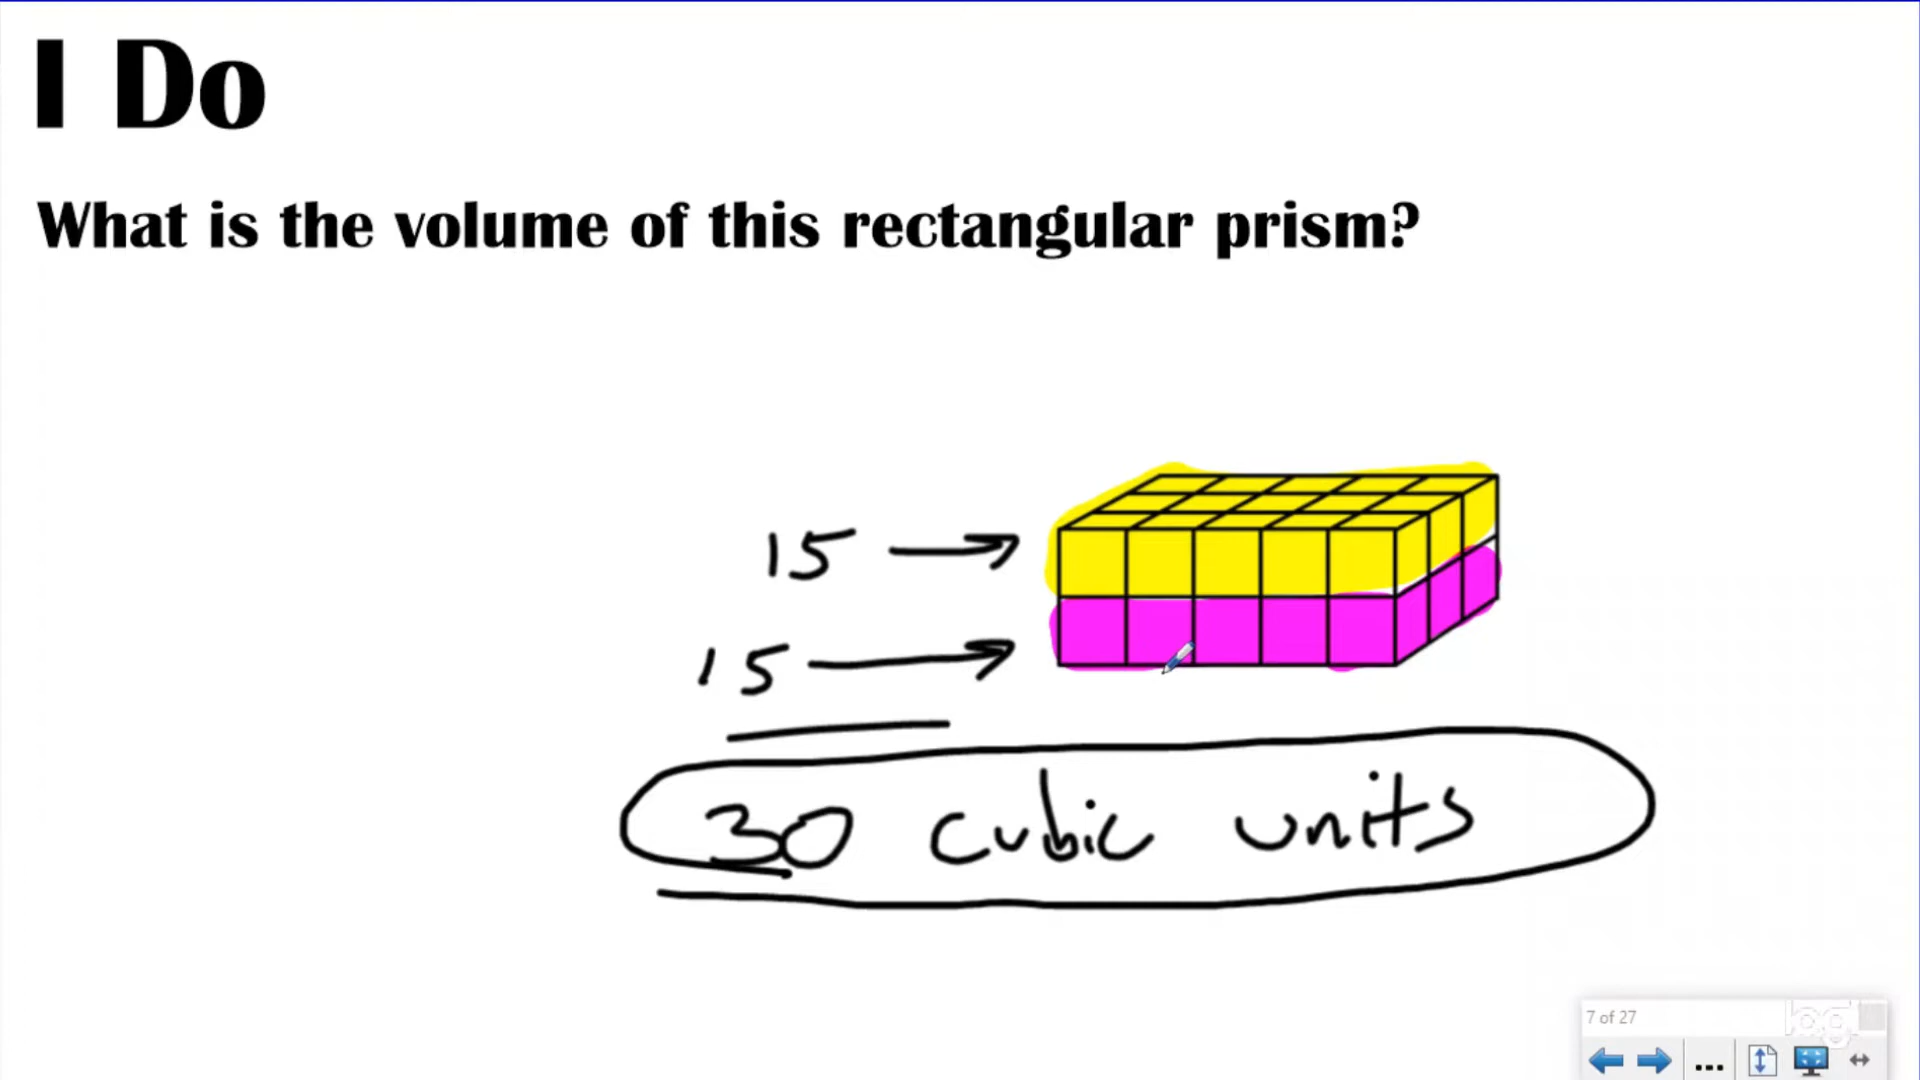 I Do
What is the volume of this rectangular prism?
15
15
30 cubic units
7 of 27